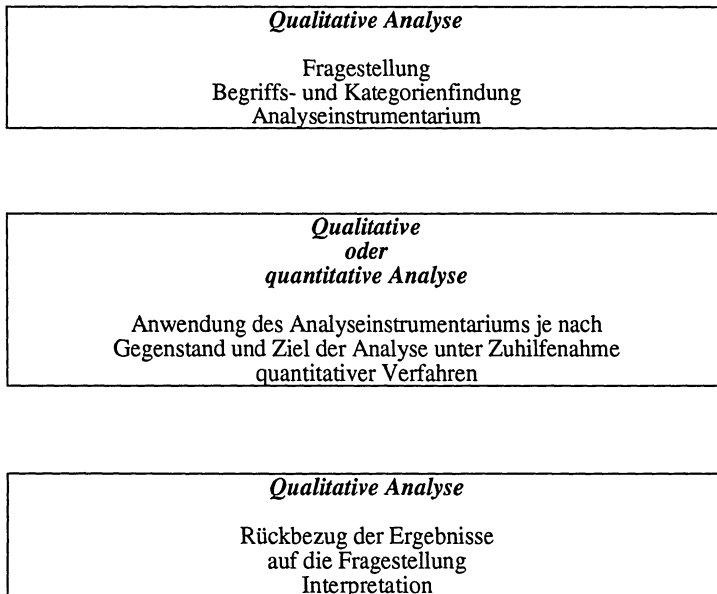 Qualitative Analyse
Fragestellung
Begriffs- und Kategorienfindung
Analyseinstrumentarium
Qualitative
oder
quantitative Analyse
Anwendung des Analyseinstrumentariums je nach
Gegenstand und Ziel der Analyse unter Zuhilfenahme
quantitativer Verfahren
Qualitative Analyse
Rückbezug der Ergebnisse
auf die Fragestellung
Interpretation